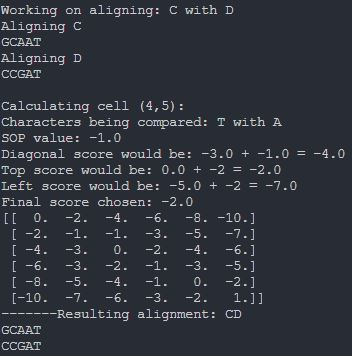 Working on aligning: C with D
Aligning C
GCAAT
Aligning D
CCGAT

Calculating cell (4,5):
Characters being compared: T with A
SOP value: -1.0
Diagonal score would be: -3.0 + -1.0 = -4.0
Top score would be: 0.0 + -2 = -2.0
Left score would be: -5.0 + -2 = -7.0
Final score chosen: -2.0
[[  0.  -2.  -4.  -6.  -8. -10.]
 [ -2.  -1.  -1.  -3.  -5.  -7.]
 [ -4.  -3.   0.  -2.  -4.  -6.]
 [ -6.  -3.  -2.  -1.  -3.  -5.]
 [ -8.  -5.  -4.  -1.   0.  -2.]
 [-10.  -7.  -6.  -3.  -2.   1.]]
-------Resulting alignment: CD
GCAAT
CCGAT